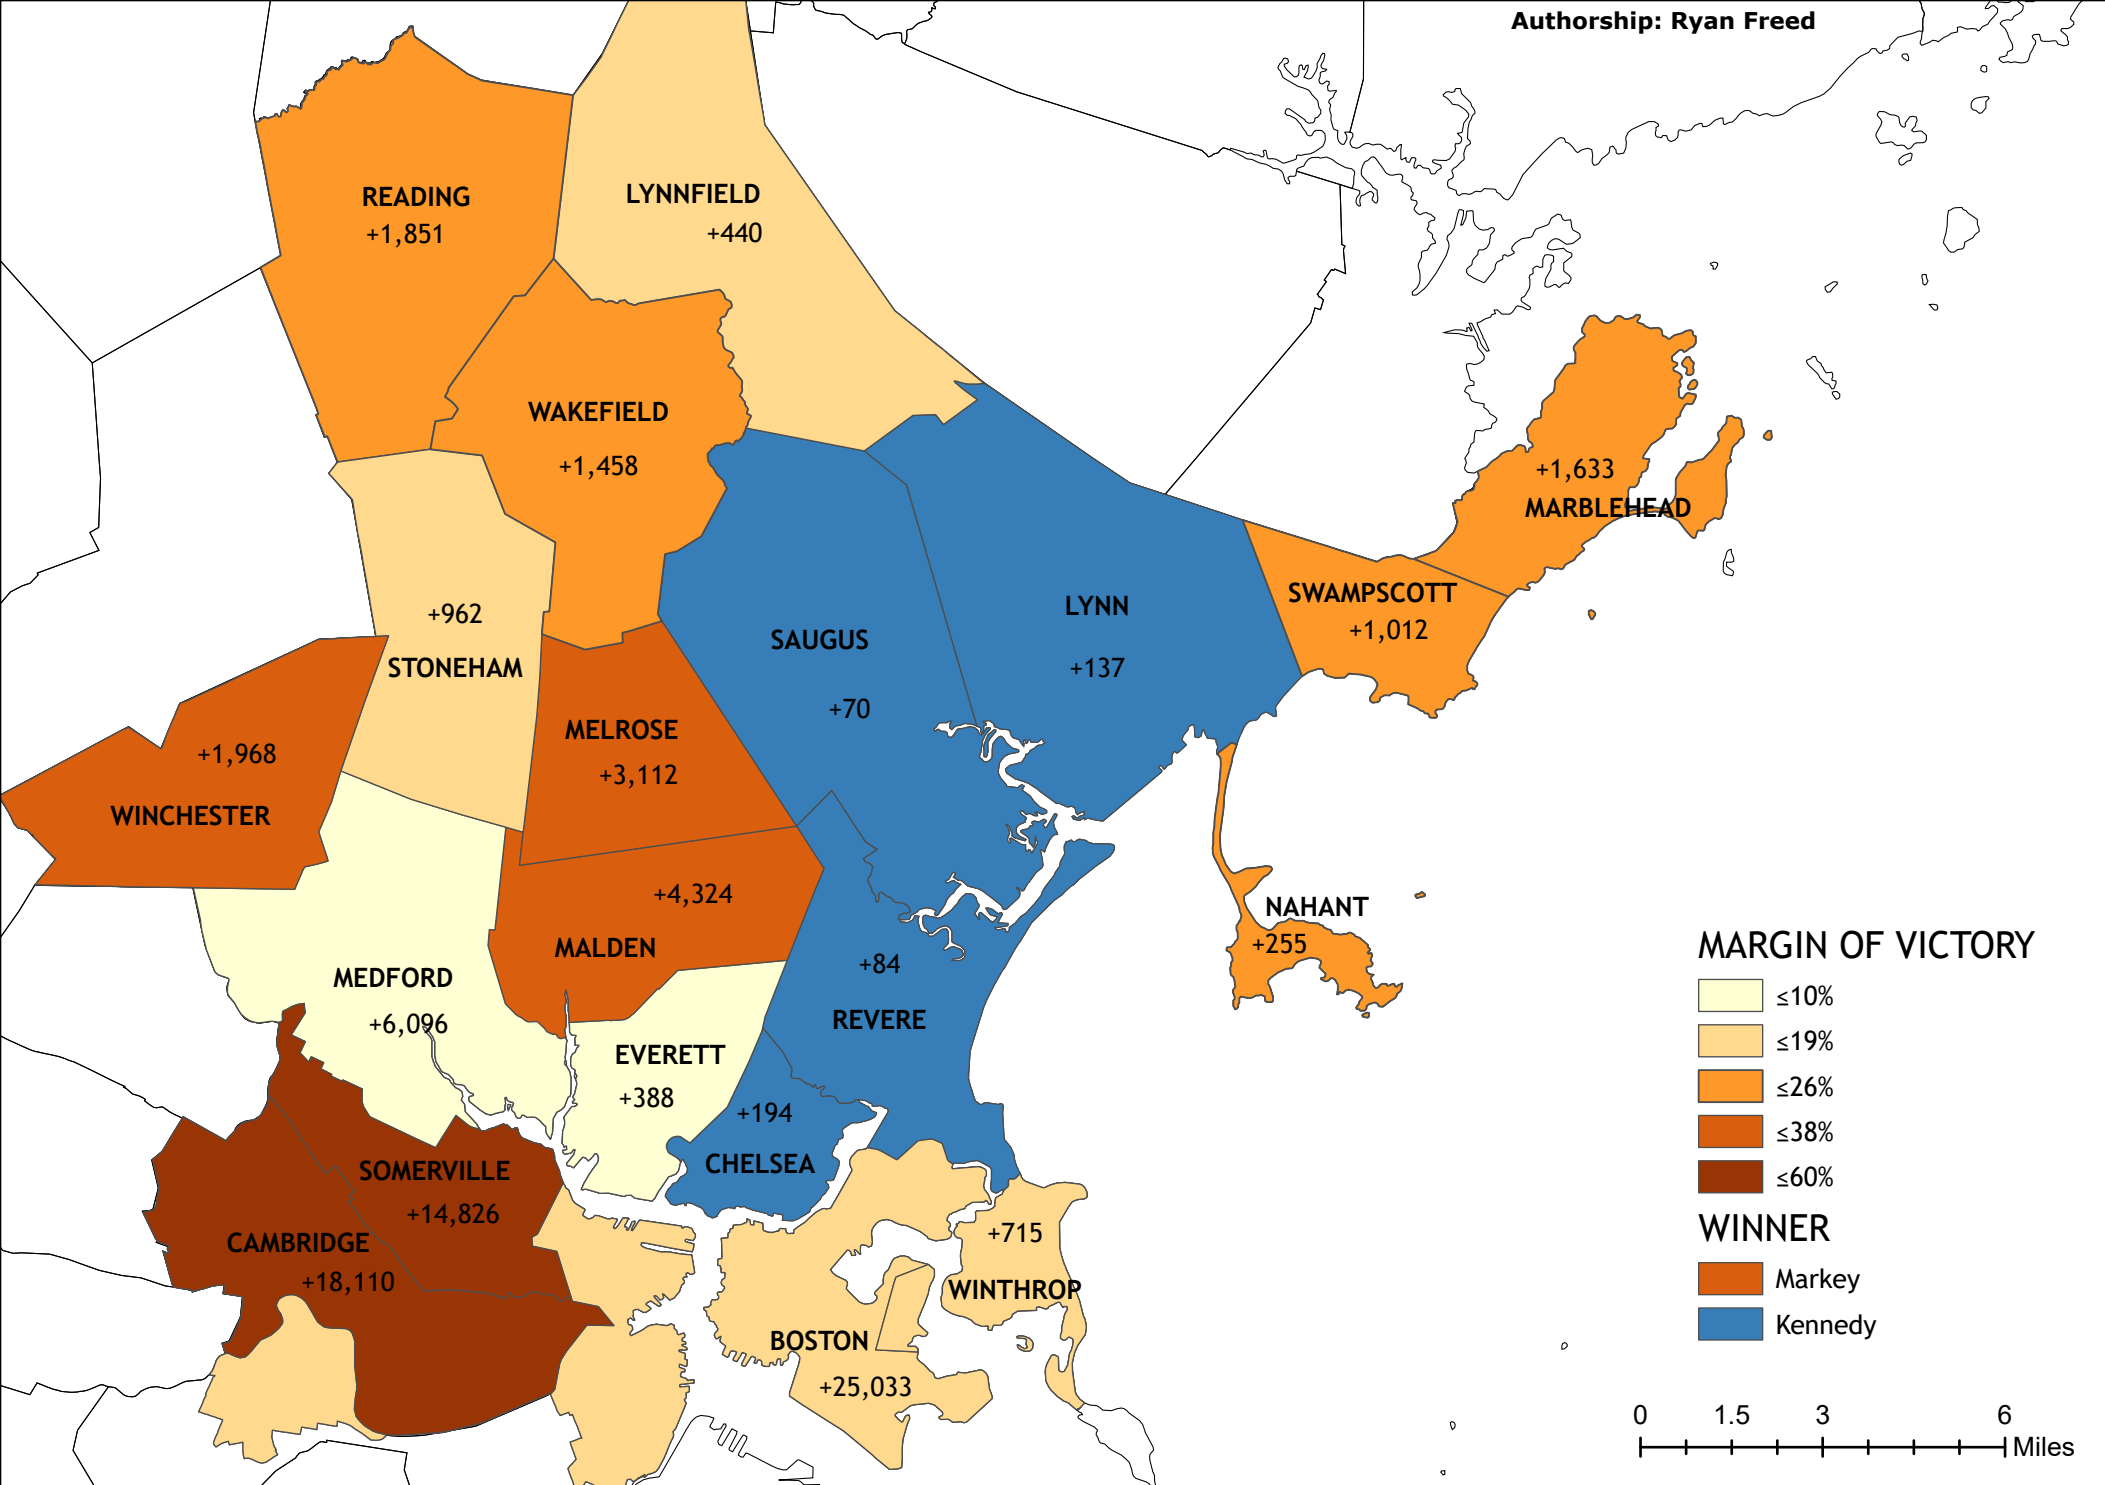 Authorship: Ryan Freed
READING
+1,851
LYNNFIELD
+440
WAKEFIELD
+1,458
+1,633
MARBLEHEAD
SWAMPSCOTT
+1,012
LYNN
+137
SAUGUS
+70
+962
STONEHAM
MELROSE
+3,112
+1,968
WINCHESTER
+4,324
MALDEN
NAHANT
+255
+84
REVERE
MEDFORD
+6,096
EVERETT
+388
+194
CHELSEA
SOMERVILLE
+14,826
CAMBRIDGE
+18,110
+715
WINTHROP
BOSTON
+25,033
MARGIN OF VICTORY
≤10%
≤19%
≤26%
≤38%
≤60%
WINNER
Markey
Kennedy
0 1.5 3 6
Miles